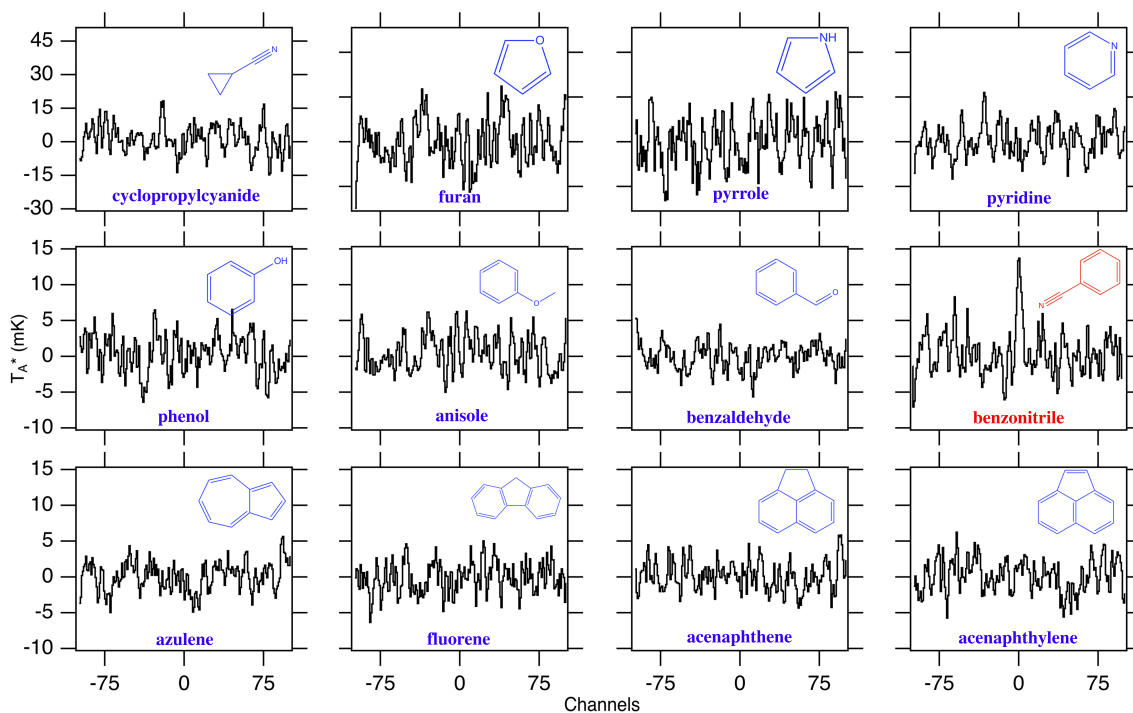 45
30
15
0
-15
-30
N
cyclopropylcyanide
O
furan
NH
pyrrole
N
pyridine
T_A* (mK)
15
10
5
0
-5
-10
OH
phenol
O
anisole
O
benzaldehyde
N
benzonitrile
15
10
5
0
-5
-10
azulene
fluorene
acenaphthene
acenaphthylene
-75 0 75 -75 0 75 -75 0 75 -75 0 75
Channels